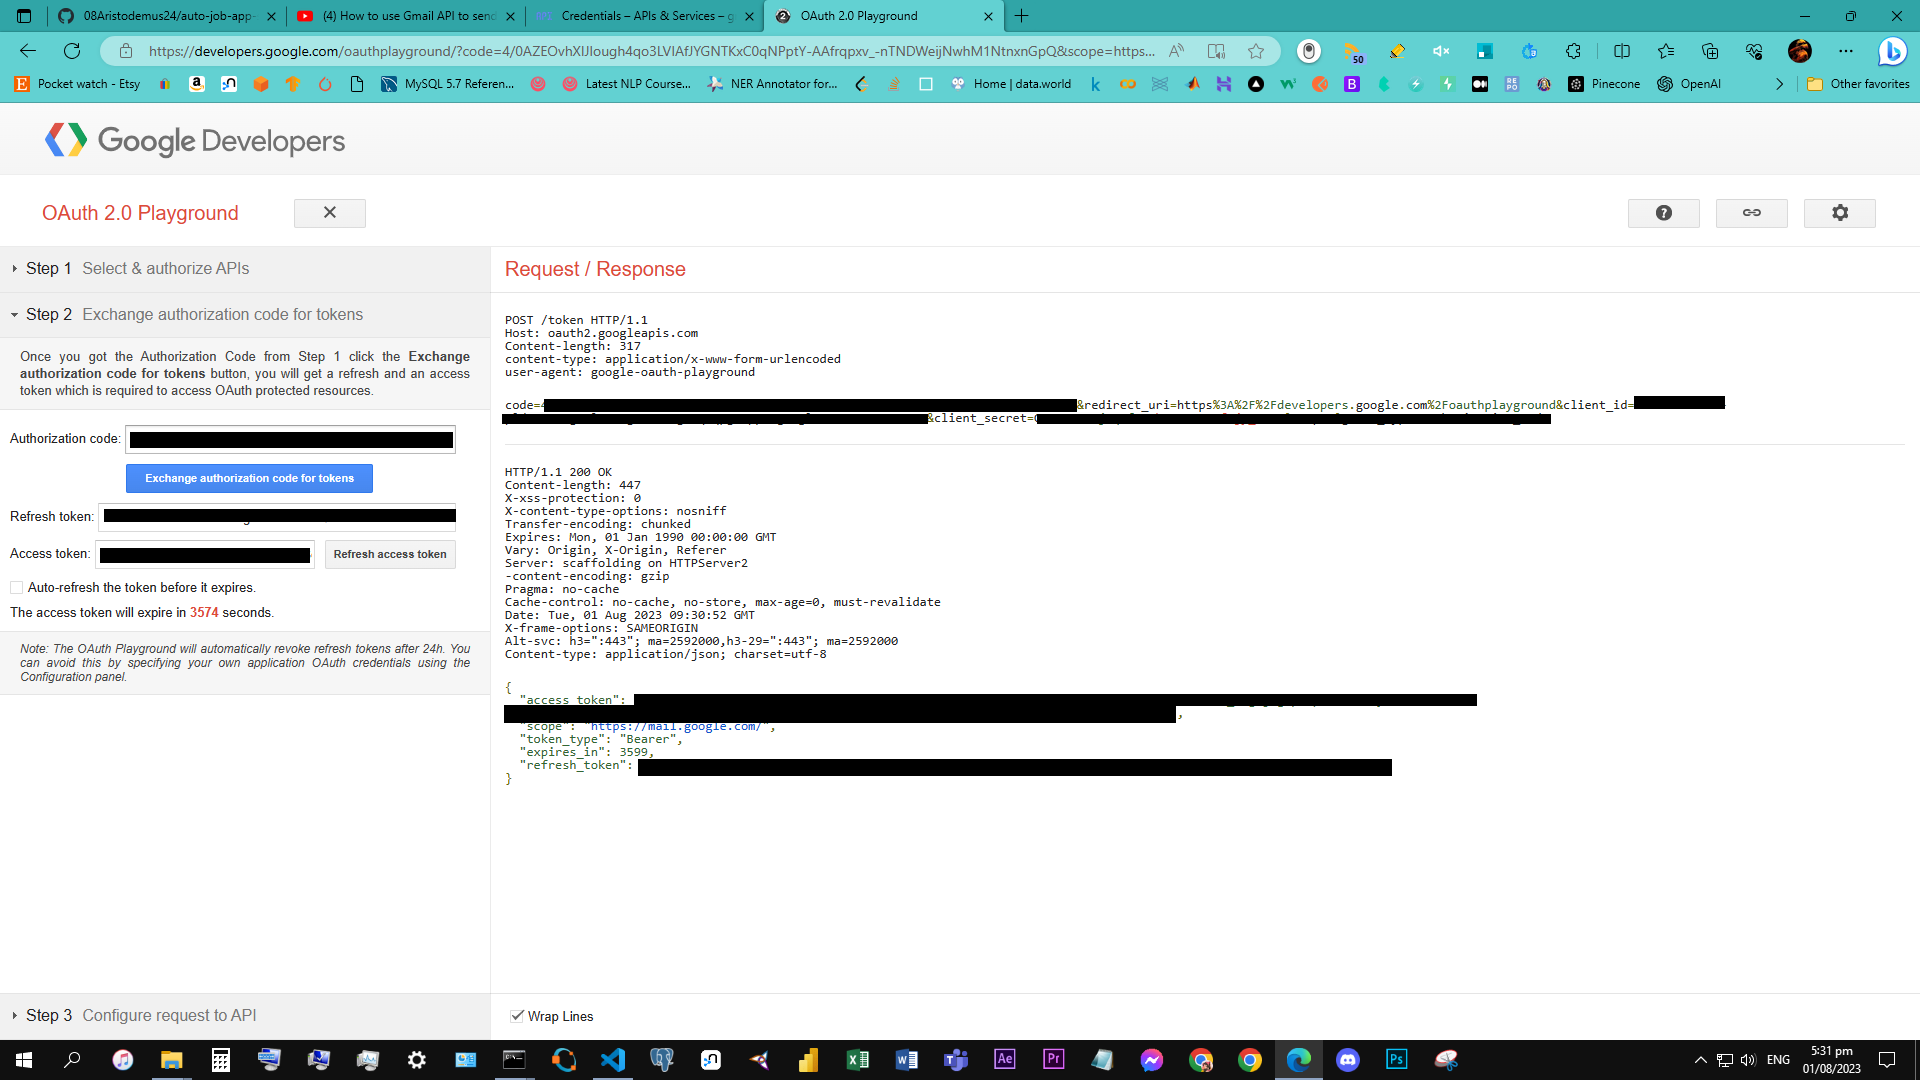 08Aristodemus24/auto-job-app-
(4) How to use Gmail API to send
Credentials – APIs & Services – g
OAuth 2.0 Playground
https://developers.google.com/oauthplayground/?code=4/0AZEOvhXIJIough4qo3LVIAfJYGNTKxC0qNPptY-AAfrqpxv_-nTNDWeijNwhM1NtnxnGpQ&scope=https...
50
Pocket watch - Etsy
MySQL 5.7 Referen...
Latest NLP Course...
NER Annotator for...
Home | data.world
Pinecone
OpenAI
Other favorites
Google Developers
OAuth 2.0 Playground
Step 1 Select & authorize APIs
Step 2 Exchange authorization code for tokens
Once you got the Authorization Code from Step 1 click the Exchange
authorization code for tokens button, you will get a refresh and an access
token which is required to access OAuth protected resources.
Authorization code:
Exchange authorization code for tokens
Refresh token:
Access token:
Refresh access token
Auto-refresh the token before it expires.
The access token will expire in 3574 seconds.
Note: The OAuth Playground will automatically revoke refresh tokens after 24h. You
can avoid this by specifying your own application OAuth credentials using the
Configuration panel.
Step 3 Configure request to API
Request / Response
POST /token HTTP/1.1
Host: oauth2.googleapis.com
Content-length: 317
content-type: application/x-www-form-urlencoded
user-agent: google-oauth-playground
code=4 &redirect_uri=https%3A%2F%2Fdevelopers.google.com%2Foauthplayground&client_id=
&client_secret=
HTTP/1.1 200 OK
Content-length: 447
X-xss-protection: 0
X-content-type-options: nosniff
Transfer-encoding: chunked
Expires: Mon, 01 Jan 1990 00:00:00 GMT
Vary: Origin, X-Origin, Referer
Server: scaffolding on HTTPServer2
-content-encoding: gzip
Pragma: no-cache
Cache-control: no-cache, no-store, max-age=0, must-revalidate
Date: Tue, 01 Aug 2023 09:30:52 GMT
X-frame-options: SAMEORIGIN
Alt-svc: h3=":443"; ma=2592000,h3-29=":443"; ma=2592000
Content-type: application/json; charset=utf-8
{
"access_token":
,
"scope": "https://mail.google.com/",
"token_type": "Bearer",
"expires_in": 3599,
"refresh_token":
}
Wrap Lines
ENG
5:31 pm
01/08/2023